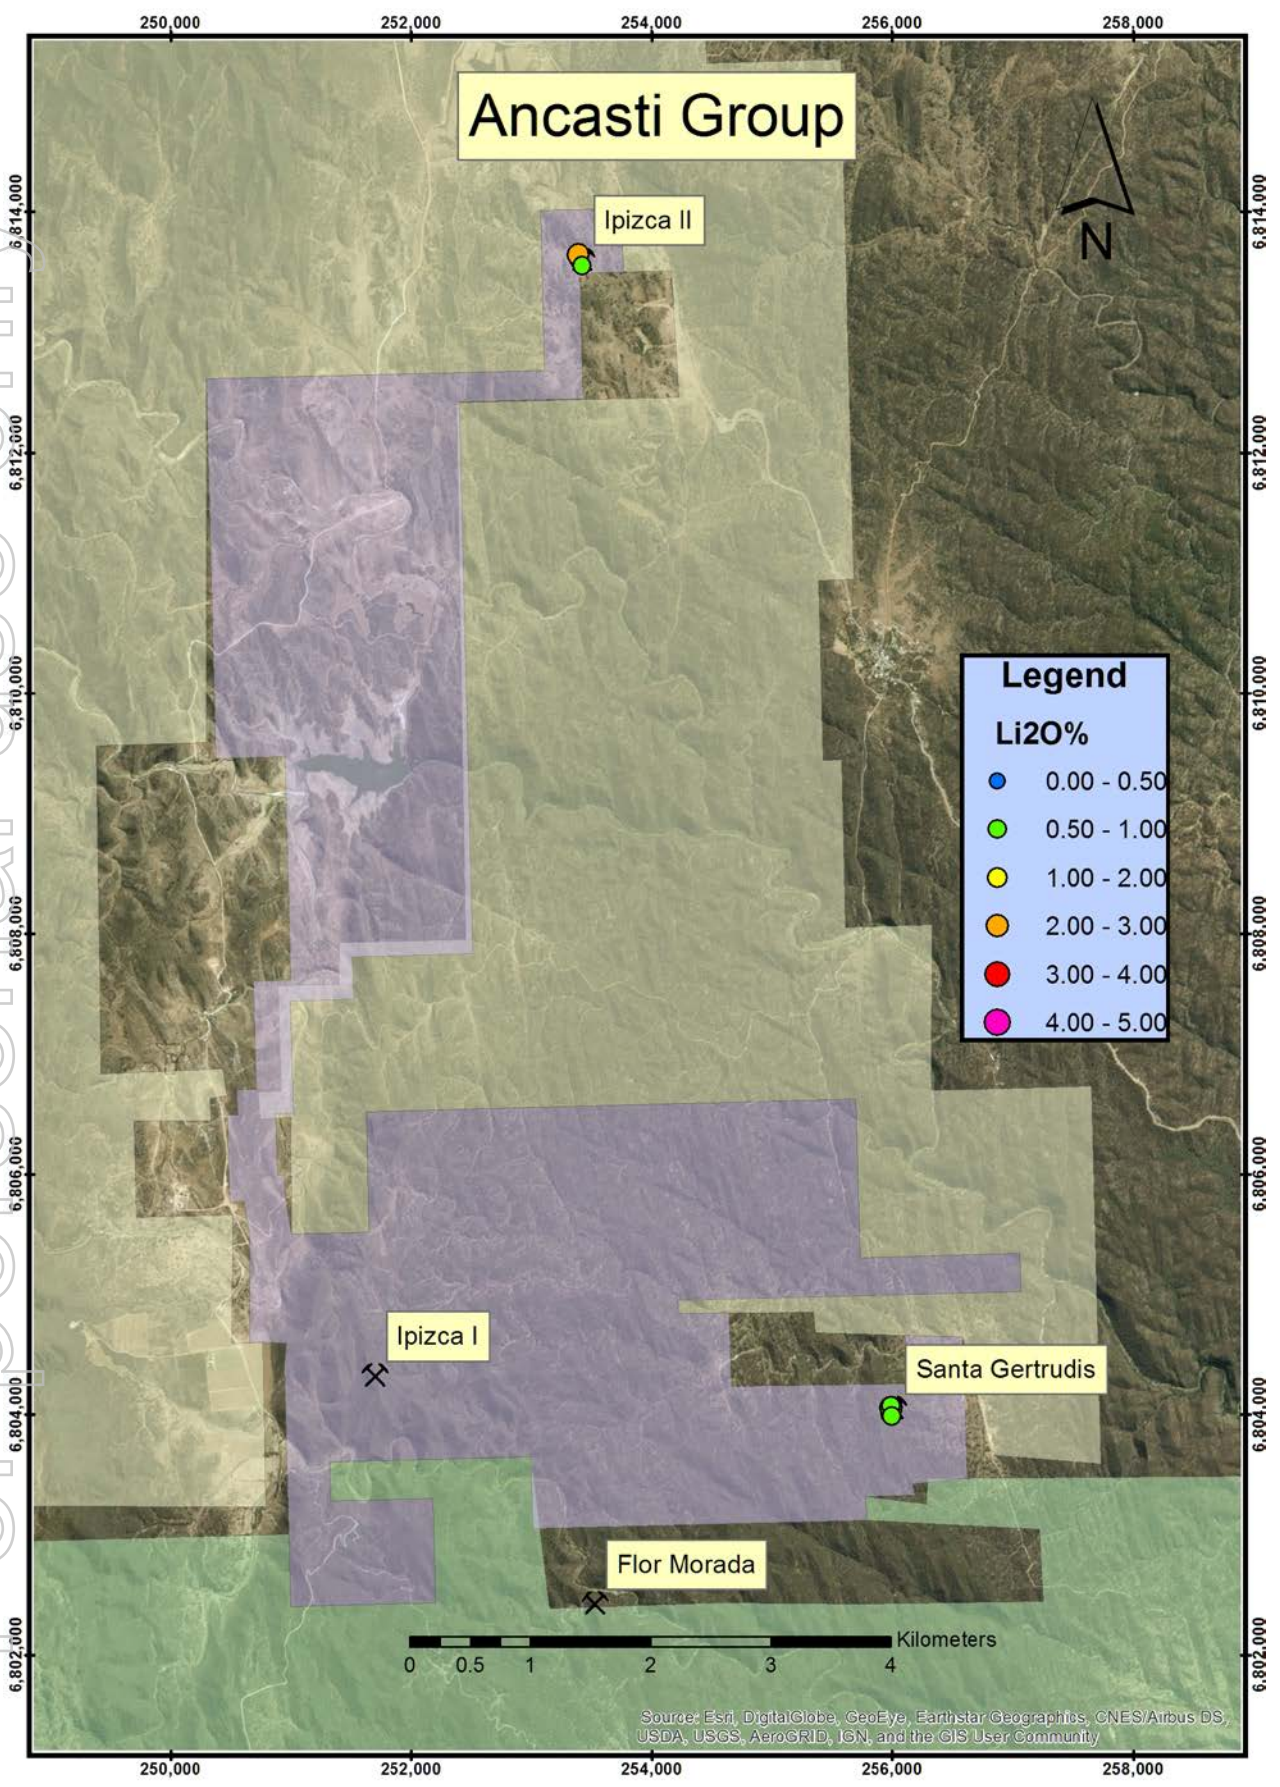 250,000 252,000 254,000 256,000 258,000
Ancasti Group
6,814,000
6,814,000
Ipizca II
N
6,812,000
6,812,000
6,810,000
6,810,000
Legend
Li2O%
0.00 - 0.50
0.50 - 1.00
1.00 - 2.00
2.00 - 3.00
3.00 - 4.00
4.00 - 5.00
6,808,000
6,808,000
6,806,000
6,806,000
Ipizca I
Santa Gertrudis
6,804,000
6,804,000
Flor Morada
Kilometers
0 0.5 1 2 3 4
6,802,000
6,802,000
Source: Esri, DigitalGlobe, GeoEye, Earthstar Geographics, CNES/Airbus DS,
USDA, USGS, AeroGRID, IGN, and the GIS User Community
250,000 252,000 254,000 256,000 258,000